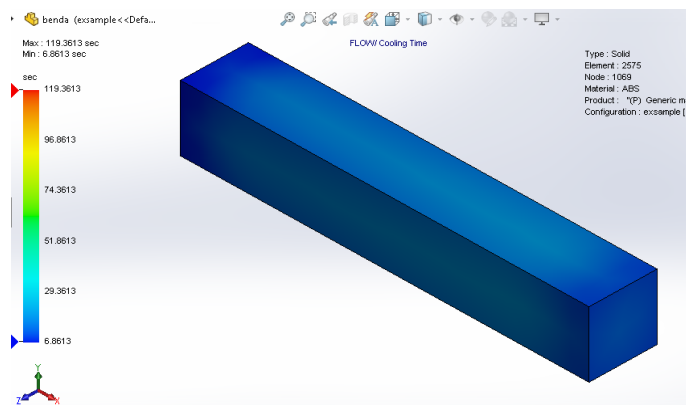 benda (exsample<<Defa...
Max : 119.3613 sec
Min : 6.8613 sec
FLOW/ Cooling Time
Type : Solid
Element : 2575
Node : 1069
Material : ABS
Product : "(P) Generic m
Configuration : exsample [
sec
119.3613
96.8613
74.3613
51.8613
29.3613
6.8613
Y
Z
X